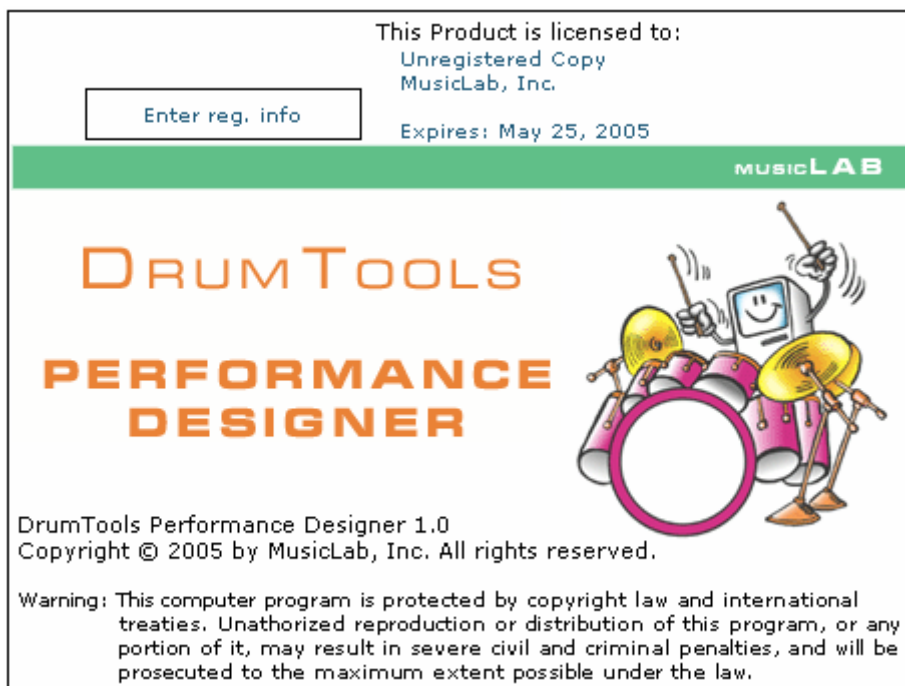 This Product is licensed to:
Unregistered Copy
MusicLab, Inc.
Enter reg. info
Expires: May 25, 2005
MUSICLAB
DRUMTOOLS
PERFORMANCE
DESIGNER
DrumTools Performance Designer 1.0
Copyright © 2005 by MusicLab, Inc. All rights reserved.
Warning: This computer program is protected by copyright law and international
treaties. Unathorized reproduction or distribution of this program, or any
portion of it, may result in severe civil and criminal penalties, and will be
prosecuted to the maximum extent possible under the law.